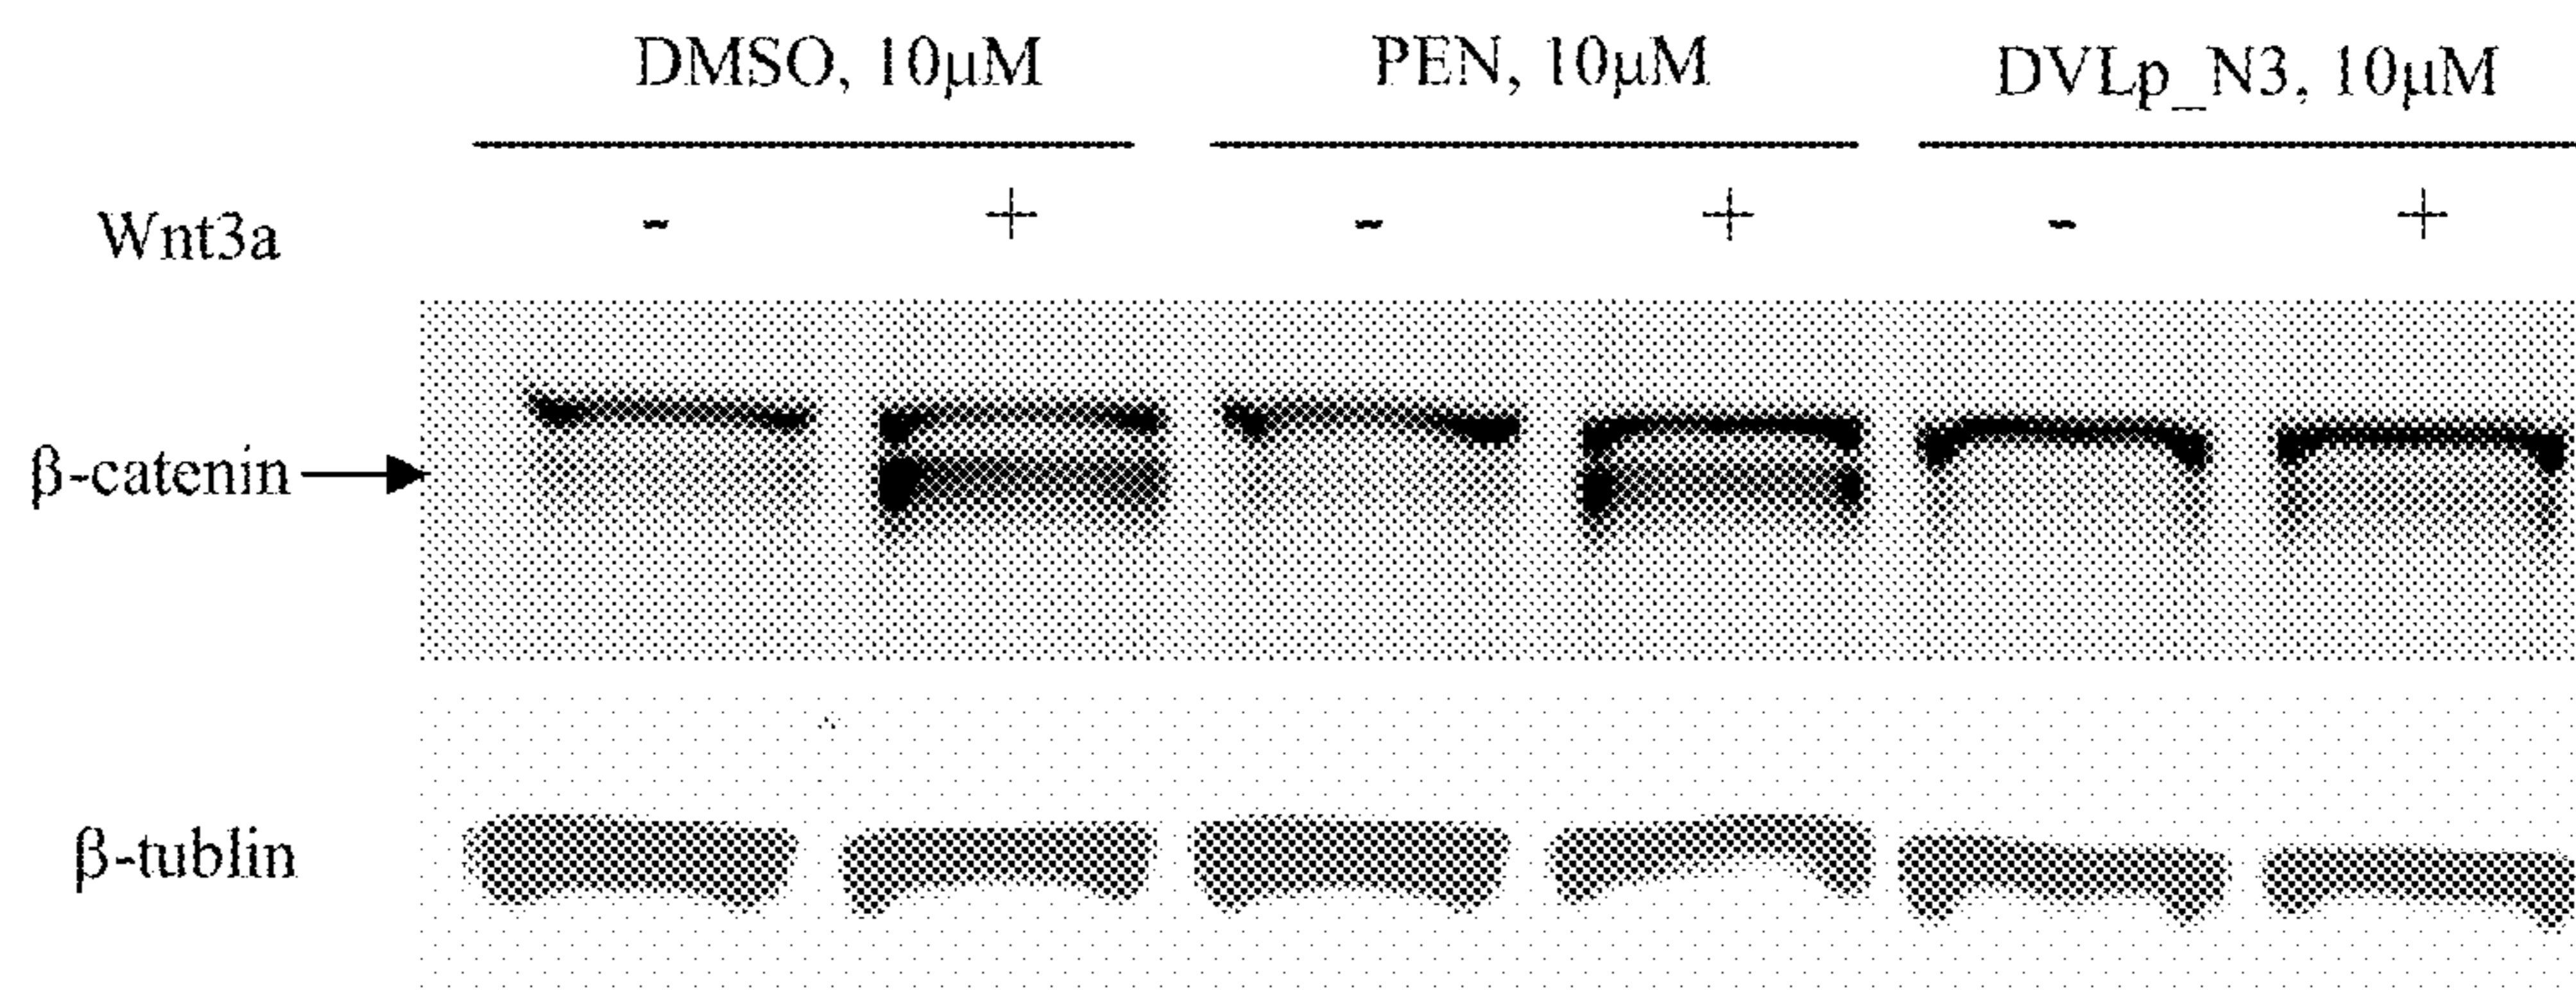 DMSO, 10μM PEN, 10μM DVLp_N3, 10μM
Wnt3a - + - + - +
β-catenin
β-tublin